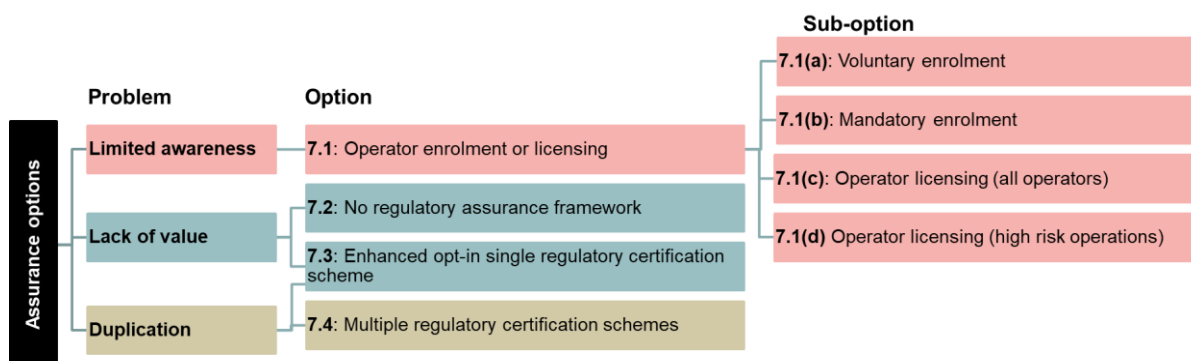 Sub-option
7.1(a): Voluntary enrolment
Problem
Option
7.1(b): Mandatory enrolment
Assurance options
Limited awareness
7.1: Operator enrolment or licensing
7.1(c): Operator licensing (all operators)
7.2: No regulatory assurance framework
Lack of value
7.1(d) Operator licensing (high risk operations)
7.3: Enhanced opt-in single regulatory certification
scheme
Duplication
7.4: Multiple regulatory certification schemes